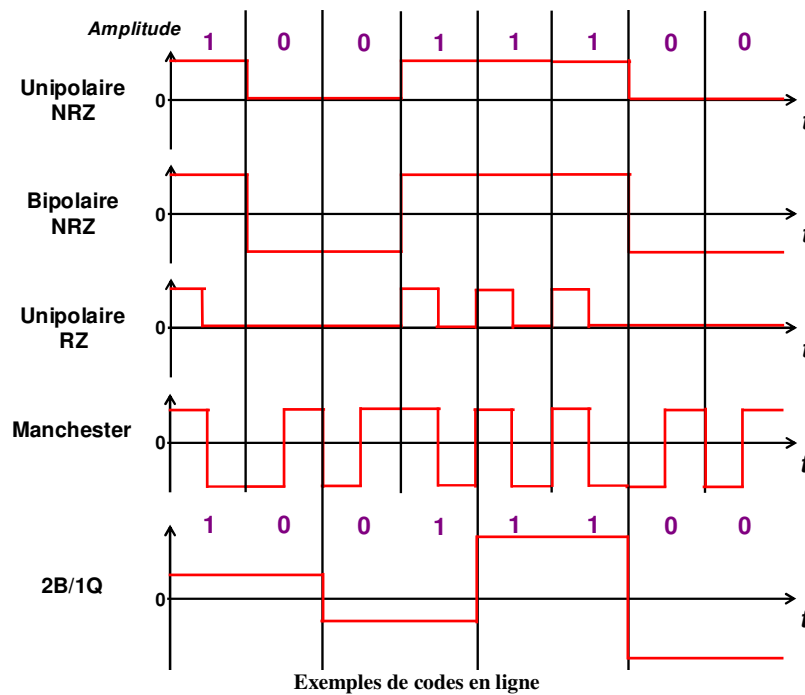 Amplitude
1 0 0 1 1 1 0 0
Unipolaire
NRZ
0
t
Bipolaire
NRZ
0
t
Unipolaire
RZ
0
t
Manchester
0
t
1 0 0 1 1 1 0 0
2B/1Q
0
t
Exemples de codes en ligne